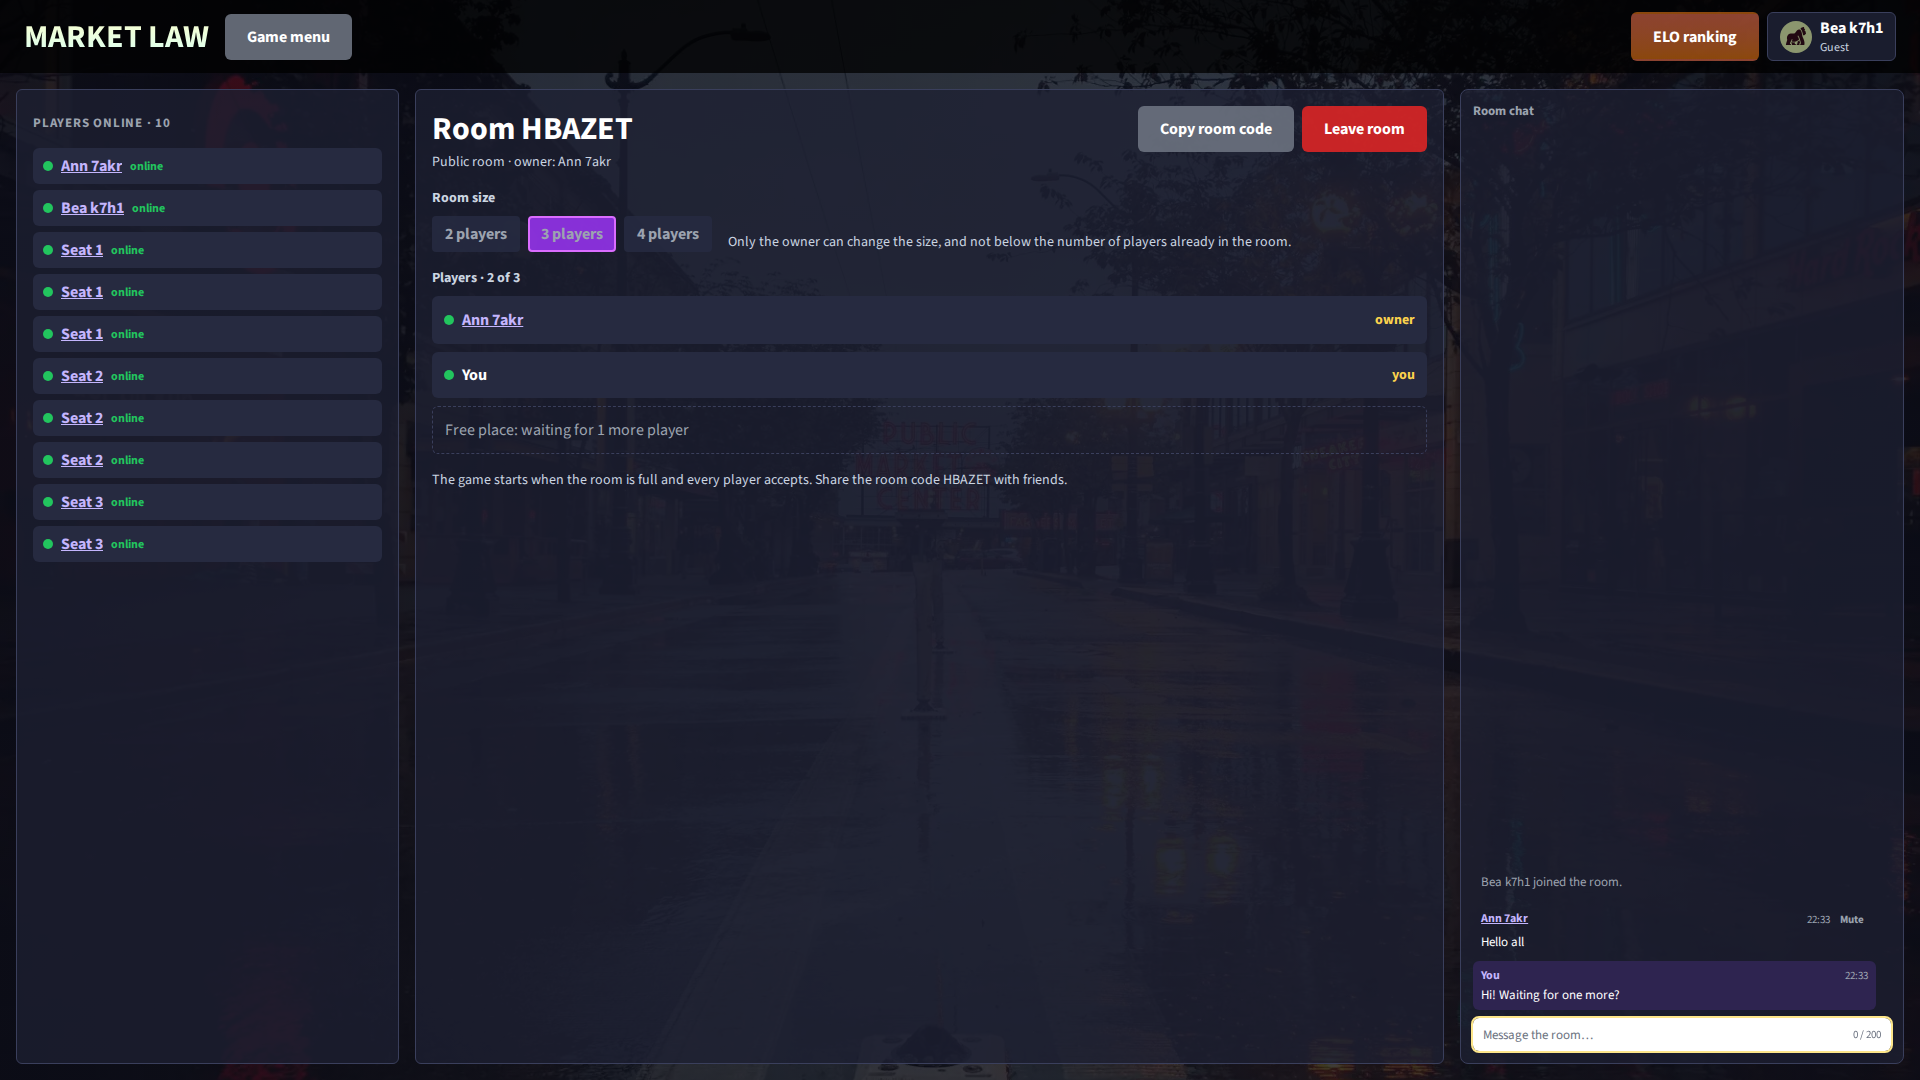 MARKET LAW
Game menu
ELO ranking
Bea k7h1
Guest
PLAYERS ONLINE · 10
Ann 7akr online
Bea k7h1 online
Seat 1 online
Seat 1 online
Seat 1 online
Seat 2 online
Seat 2 online
Seat 2 online
Seat 3 online
Seat 3 online
Room HBAZET
Public room · owner: Ann 7akr
Copy room code
Leave room
Room size
2 players
3 players
4 players
Only the owner can change the size, and not below the number of players already in the room.
Players · 2 of 3
Ann 7akr owner
You you
Free place: waiting for 1 more player
The game starts when the room is full and every player accepts. Share the room code HBAZET with friends.
Room chat
Bea k7h1 joined the room.
Ann 7akr 22:33 Mute
Hello all
You 22:33
Hi! Waiting for one more?
Message the room… 0 / 200